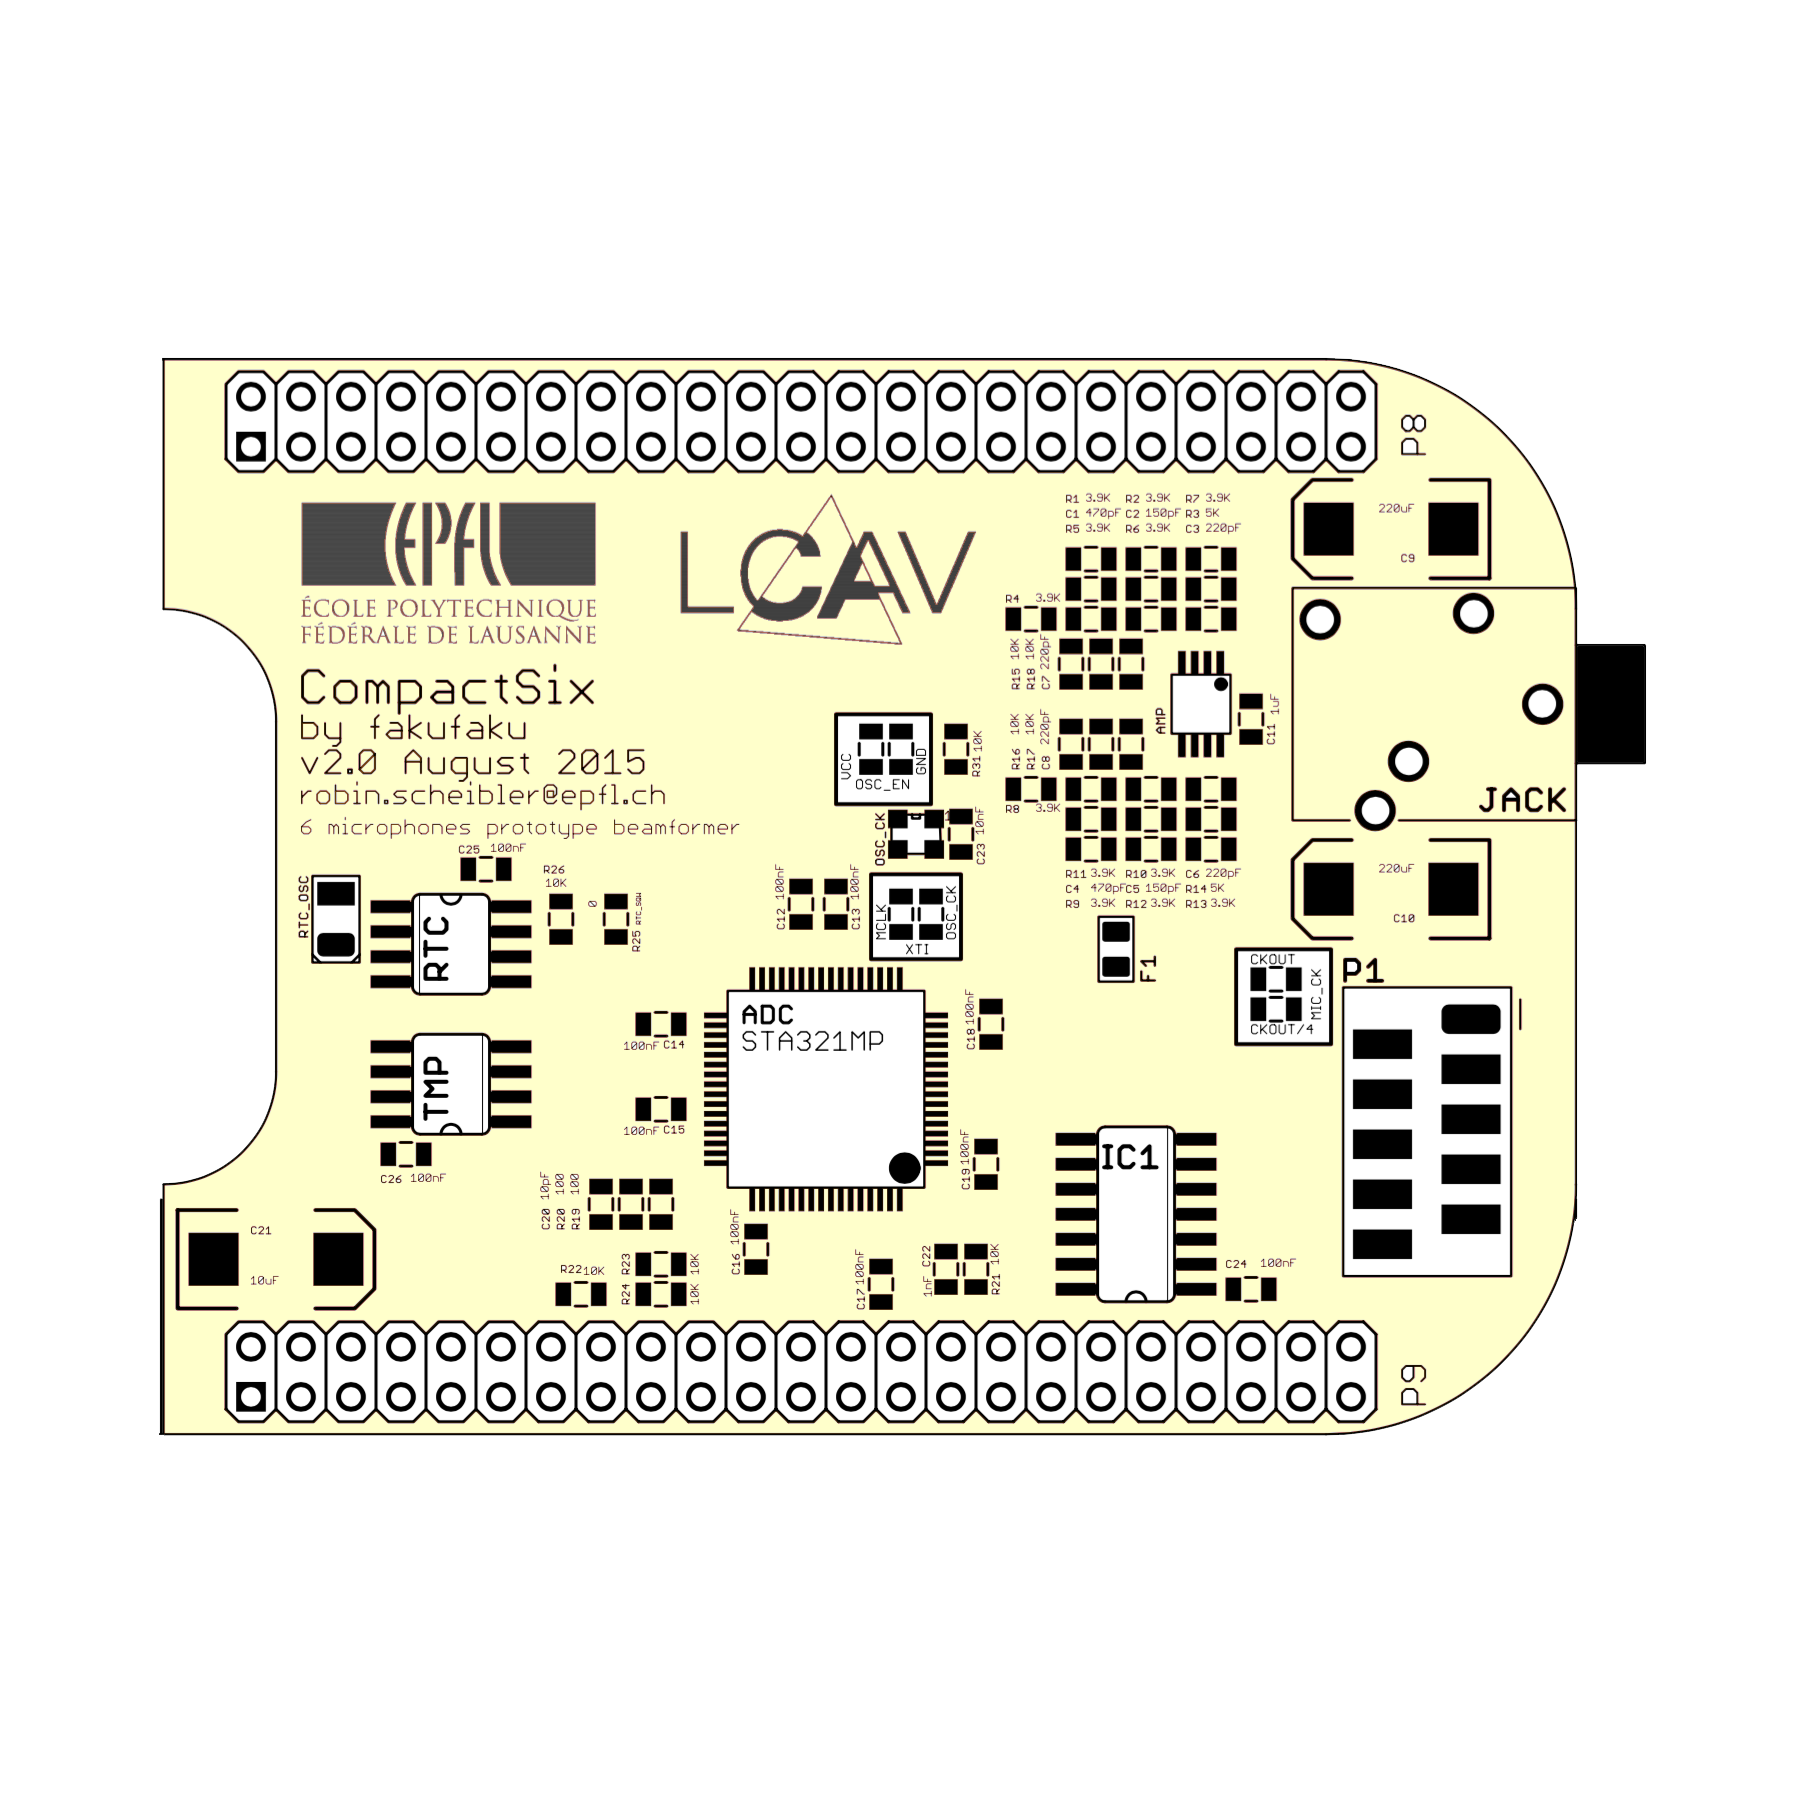 P8
EPFL
ÉCOLE POLYTECHNIQUE
FÉDÉRALE DE LAUSANNE
LCAV
R1 3.9K R2 3.9K R7 3.9K
C1 470pF C2 150pF R3 5K
R5 3.9K R6 3.9K C3 220pF
220uF
C9
R4 3.9K
R15 10K
R18 10K
C7 220pF
CompactSix
by fakufaku
v2.0 August 2015
robin.scheibler@epfl.ch
6 microphones prototype beamformer
AMP
C11 1uF
JACK
R16 10K
R17 10K
C8 220pF
R8 3.9K
VCC
GND
OSC_EN
R31 10K
OSC_CK
C23 10nF
R11 3.9K R10 3.9K C6 220pF
C4 470pF C5 150pF R14 5K
R9 3.9K R12 3.9K R13 3.9K
220uF
C10
C25 100nF
RTC_OSC
RTC
R26
10K
0
R25 RTC_SQW
C12 100nF
C13 100nF
MCLK
OSC_CK
XTI
F1
CKOUT
MIC_CK
CKOUT/4
P1
ADC
STA321MP
C18 100nF
100nF C14
100nF C15
TMP
C26 100nF
C19 100nF
IC1
C20 10pF
R20 100
R19 100
C21
10uF
R22 10K
R23 10K
R24 10K
C16 100nF
C17 100nF
C22
1nF
R21 10K
C24 100nF
P9